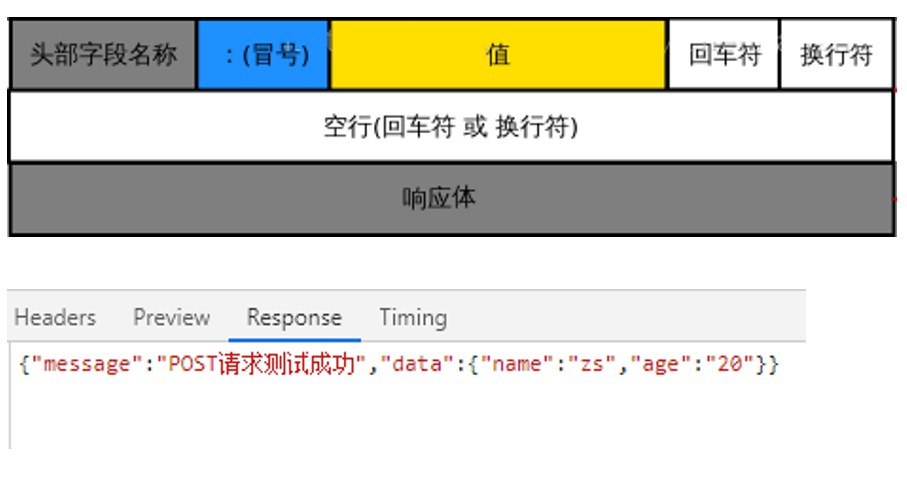 头部字段名称 : (冒号) 值 回车符 换行符
空行(回车符 或 换行符)
响应体
Headers Preview Response Timing
{"message":"POST请求测试成功","data":{"name":"zs","age":"20"}}